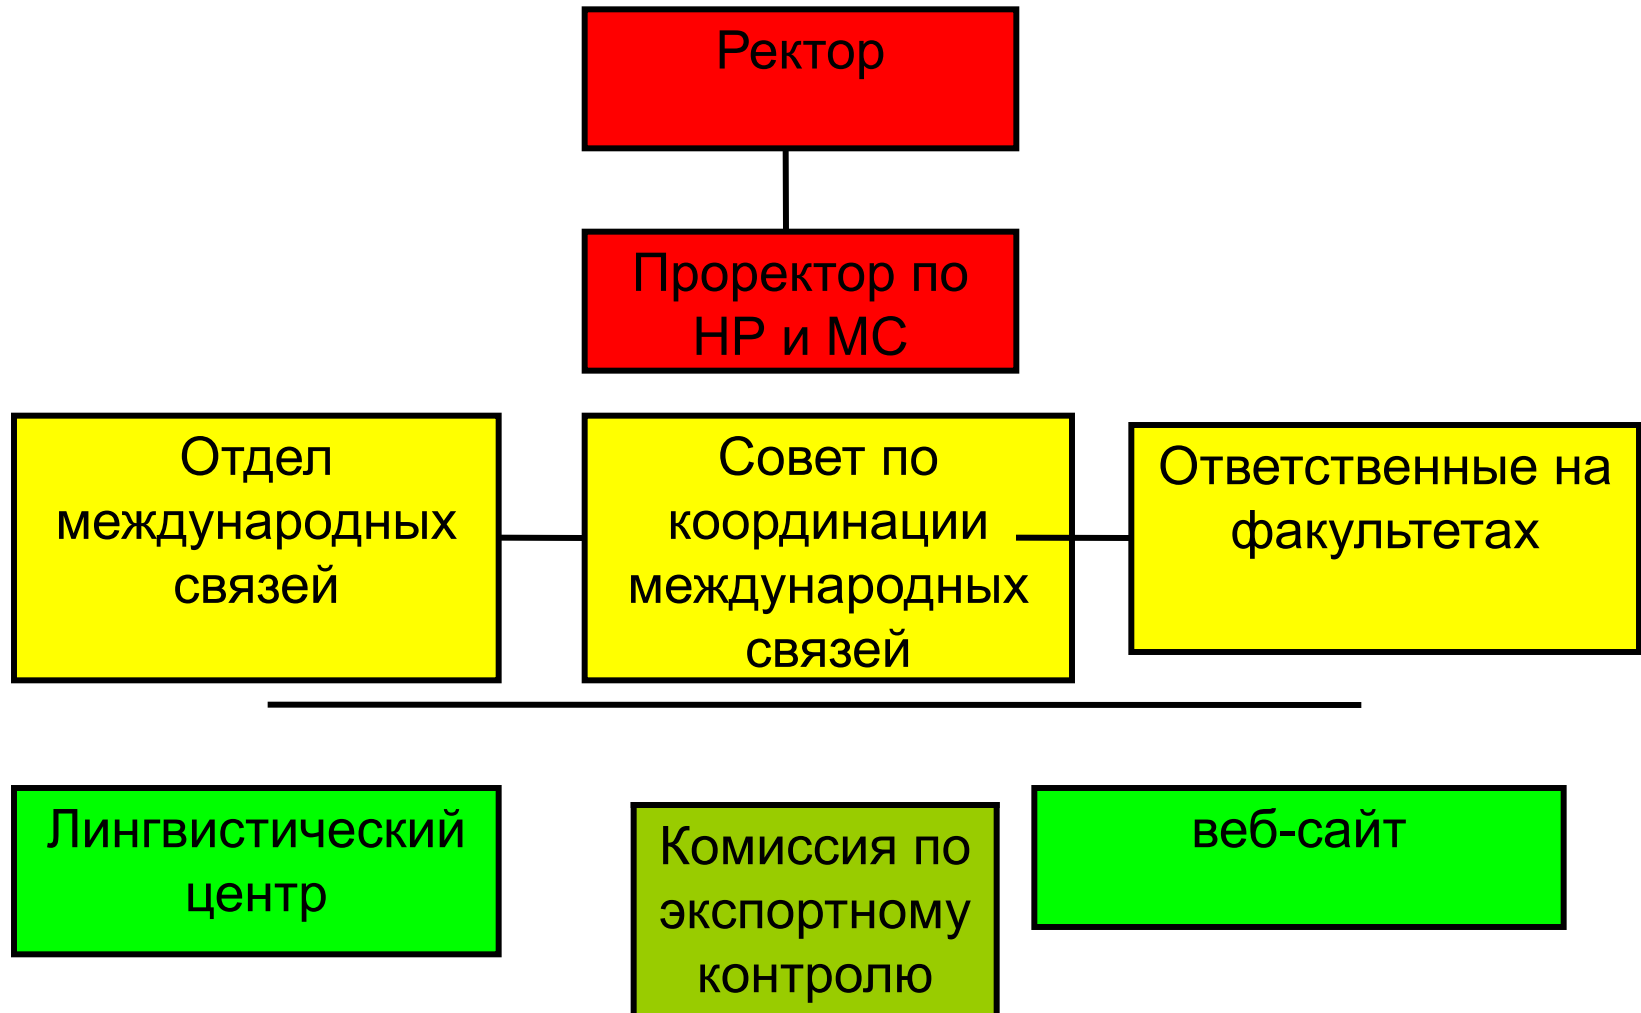 Ректор
Проректор по
НР и МС
Отдел
международных
связей
Совет по
координации
международных
связей
Ответственные на
факультетах
Лингвистический
центр
Комиссия по
экспортному
контролю
веб-сайт